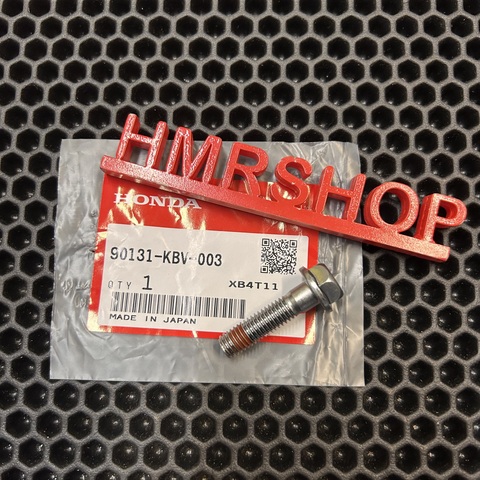 HMRSHOP
HONDA
90131-KBV-003
QTY 1 XB4T11
MADE IN JAPAN